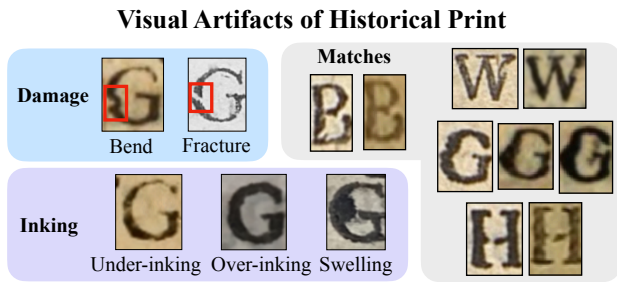 Visual Artifacts of Historical Print
Damage
G
G
Bend
Fracture
Matches
B
B
W
W
G
G
G
H
H
Inking
G
G
G
Under-inking
Over-inking
Swelling